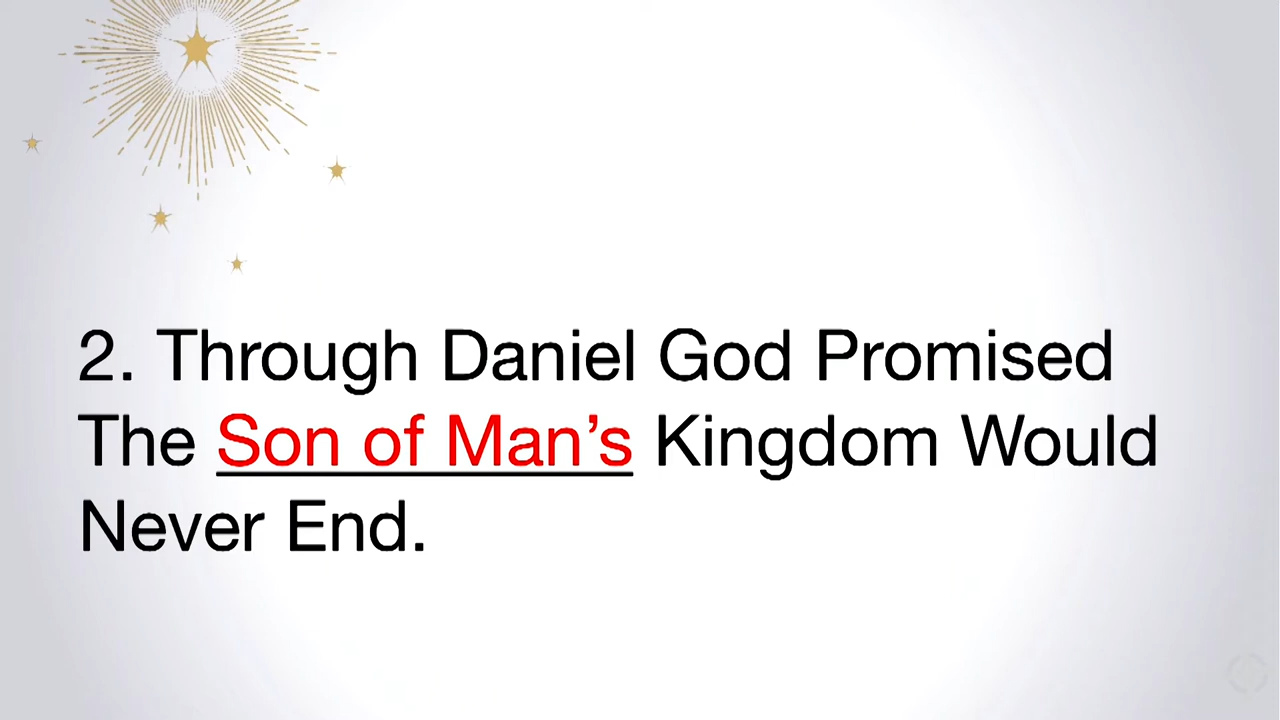 2. Through Daniel God Promised
The Son of Man’s Kingdom Would
Never End.